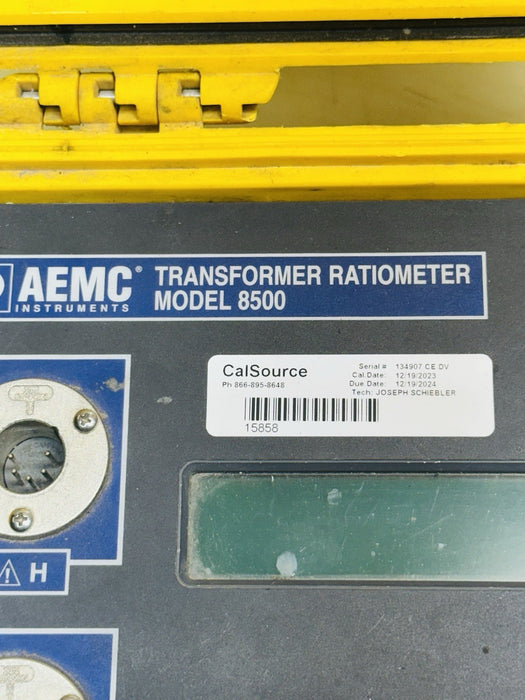 AEMC®
INSTRUMENTS
TRANSFORMER RATIOMETER
MODEL 8500
CalSource
Ph 866-895-8648
15858
Serial # 134907 CE DV
Cal.Date: 12/19/2023
Due Date: 12/19/2024
Tech: JOSEPH SCHIEBLER
H